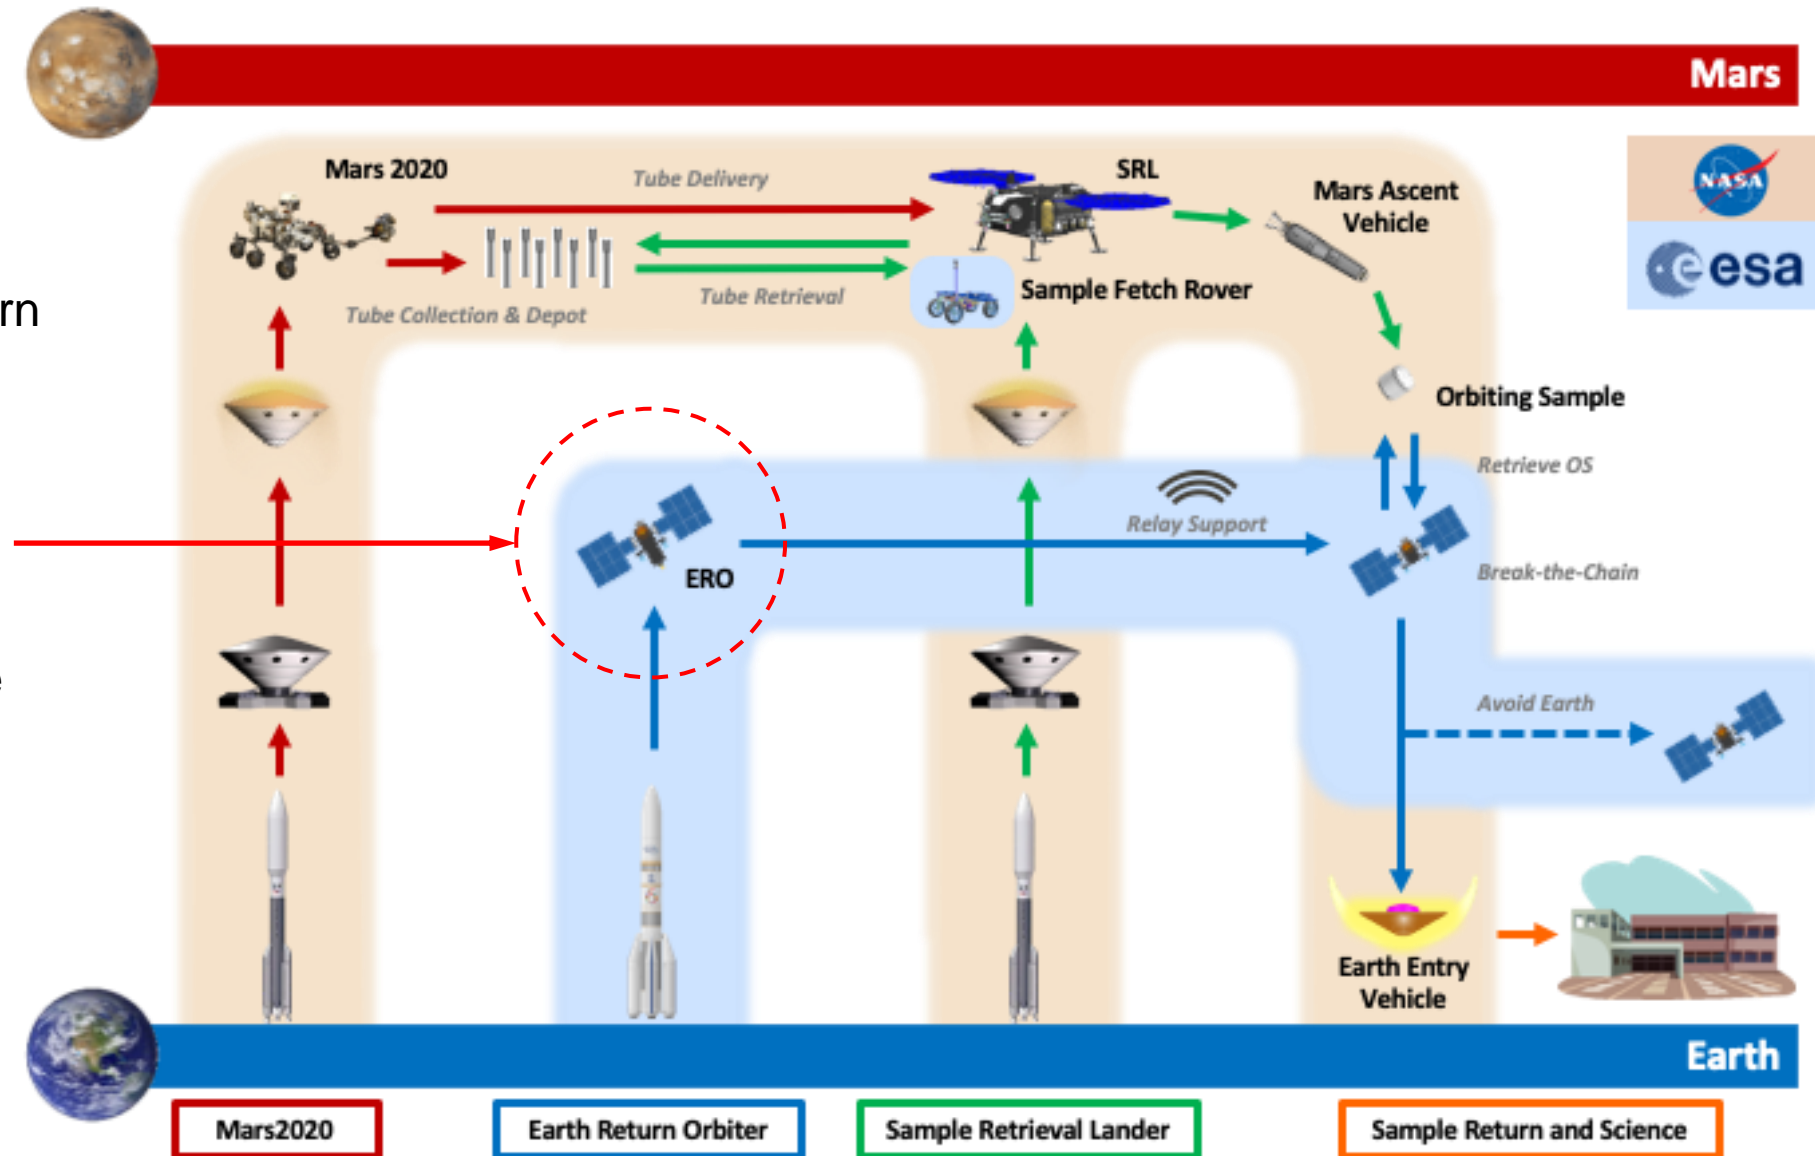 Mars
Mars 2020
Tube Delivery
SRL
Mars Ascent
Vehicle
NASA
esa
Tube Collection & Depot
Tube Retrieval
Sample Fetch Rover
rn
Orbiting Sample
Retrieve OS
Relay Support
ERO
Break-the-Chain
e
Avoid Earth
6
Earth Entry
Vehicle
Earth
Mars2020
Earth Return Orbiter
Sample Retrieval Lander
Sample Return and Science